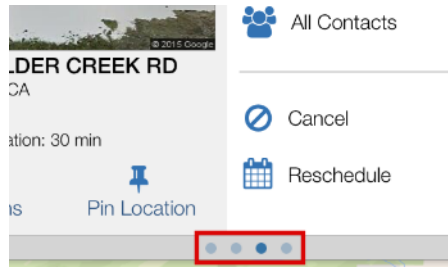 © 2015 Google
LDER CREEK RD
CA
ation: 30 min
ns
Pin Location
All Contacts
Cancel
Reschedule